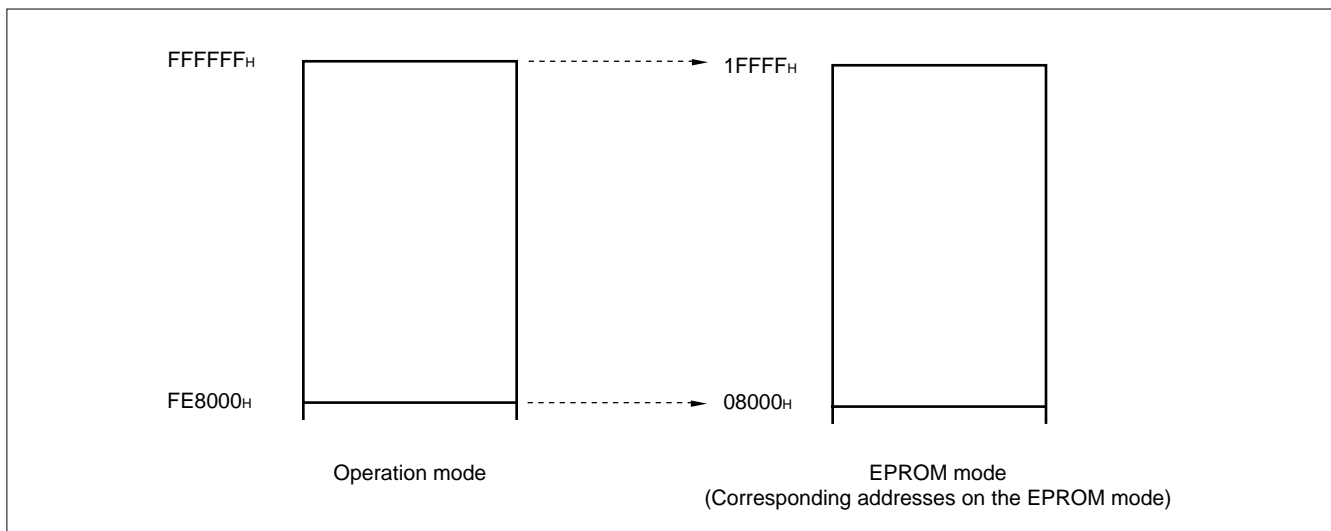 FFFFFFH
1FFFFH
FE8000H
08000H
Operation mode
EPROM mode
(Corresponding addresses on the EPROM mode)